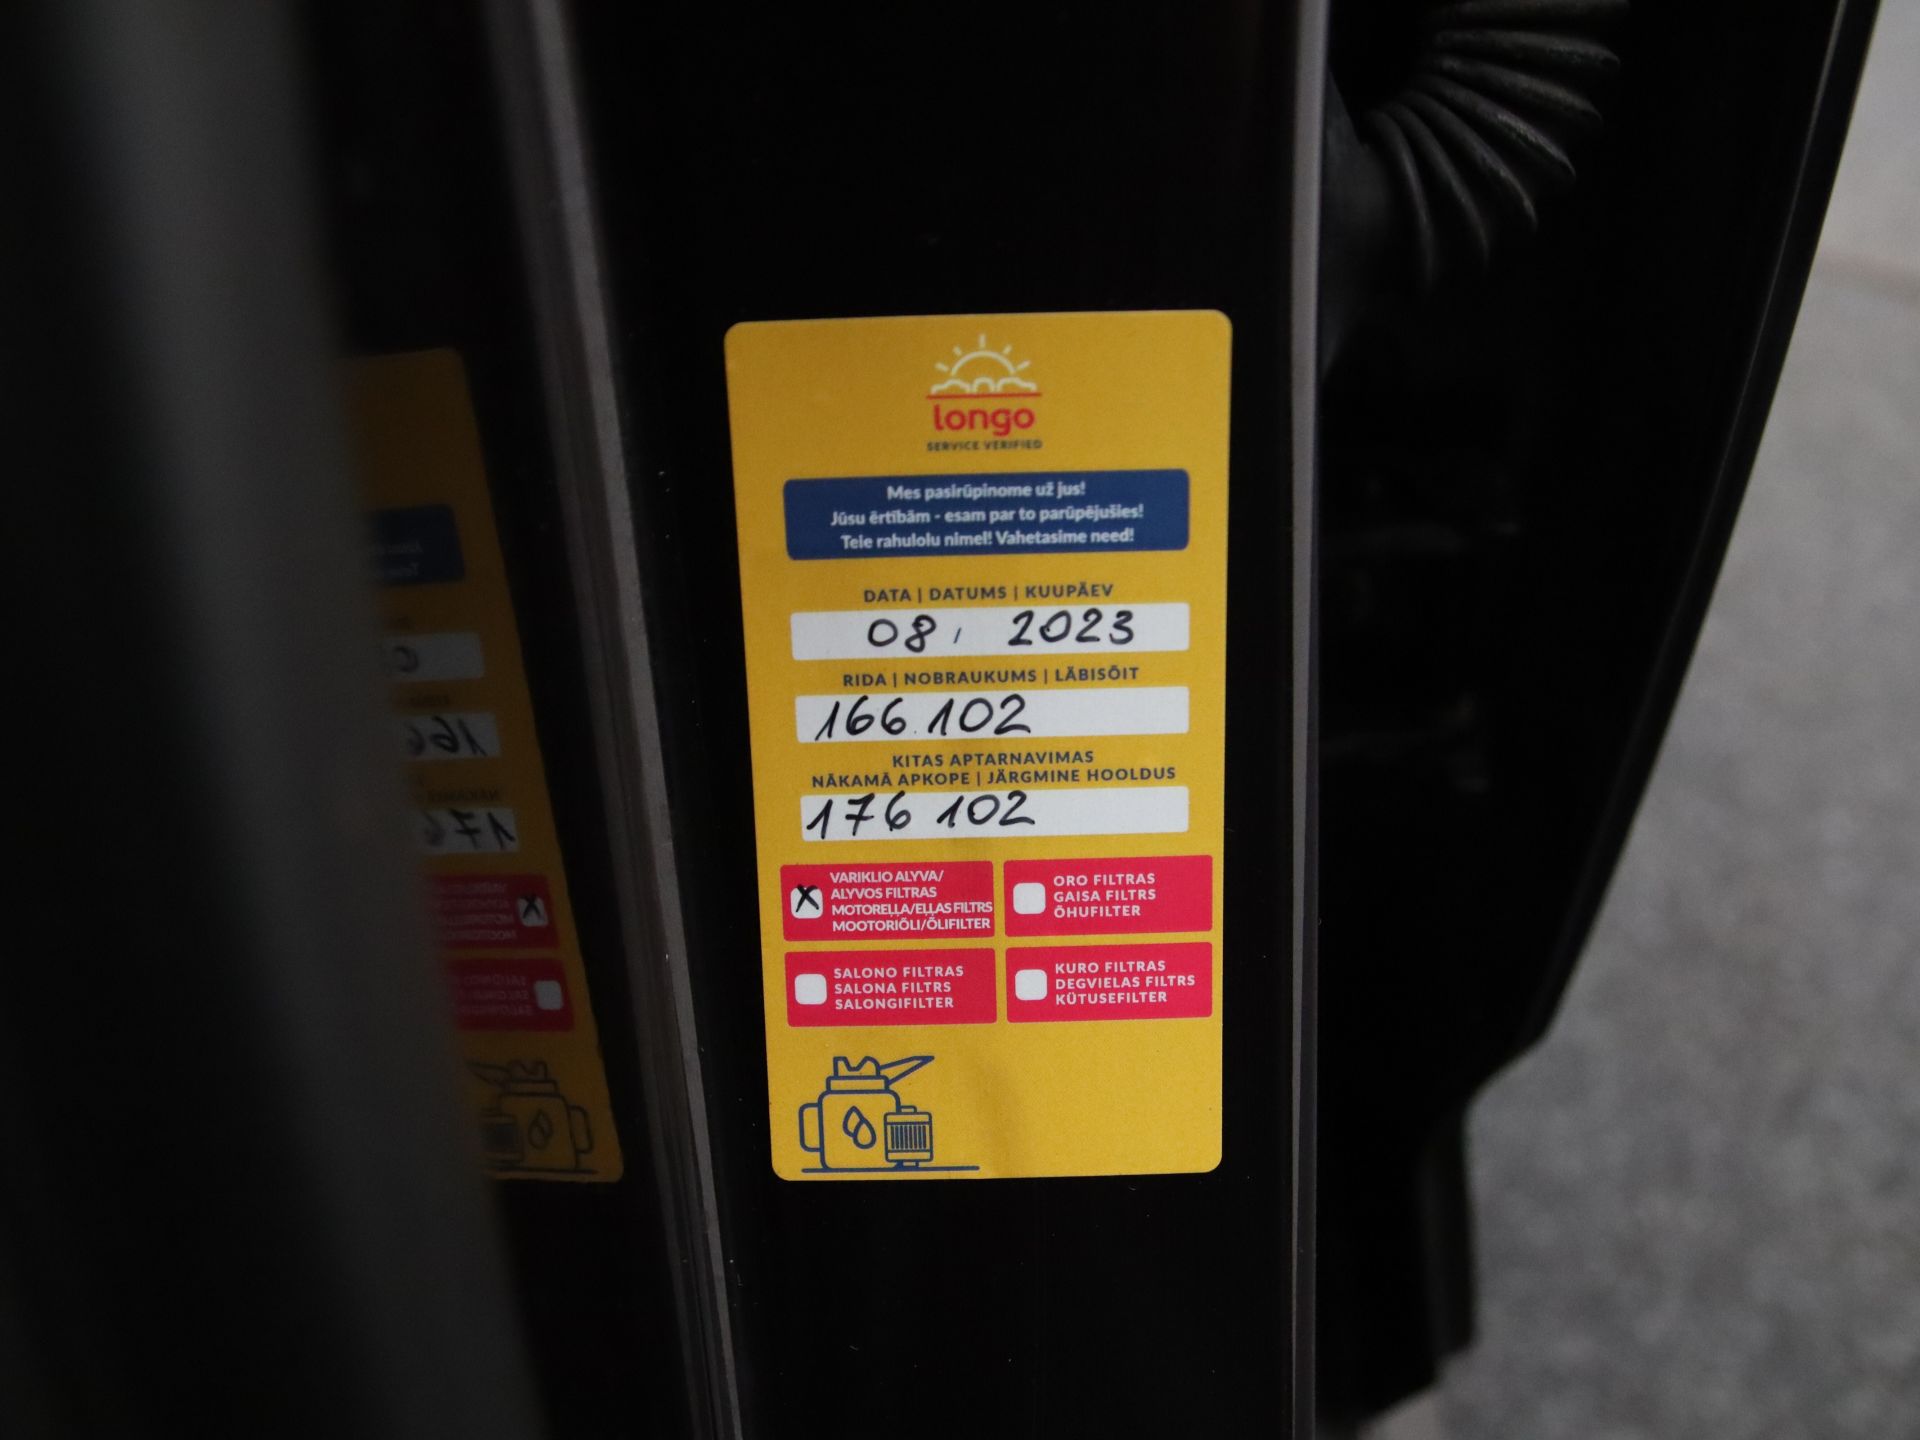 longo
SERVICE VERIFIED
Mes pasirūpinome už jus!
Jūsu ērtībām - esam par to parūpējušies!
Teie rahulolu nimel! Vahetasime need!
DATA | DATUMS | KUUPÄEV
08, 2023
RIDA | NOBRAUKUMS | LÄBISÕIT
166.102
KITAS APTARNAVIMAS
NĀKAMĀ APKOPE | JÄRGMINE HOOLDUS
176 102
X
VARIKLIO ALYVA/
ALYVOS FILTRAS
MOTOREĻĻA/EĻĻAS FILTRS
MOOTORIÕLI/ÕLIFILTER
ORO FILTRAS
GAISA FILTRS
ÕHUFILTER
SALONO FILTRAS
SALONA FILTRS
SALONGIFILTER
KURO FILTRAS
DEGVIELAS FILTRS
KÜTUSEFILTER